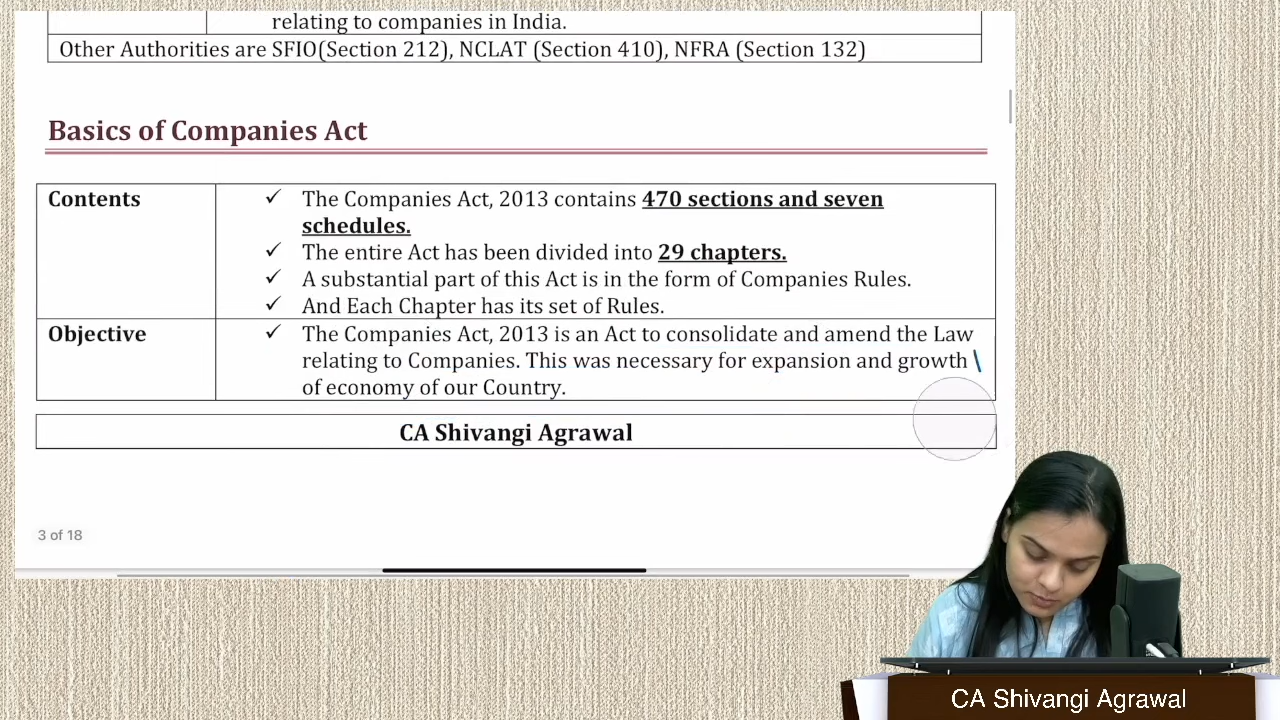 relating to companies in India.
Other Authorities are SFIO(Section 212), NCLAT (Section 410), NFRA (Section 132)
Basics of Companies Act
Contents
✓ The Companies Act, 2013 contains 470 sections and seven
schedules.
✓ The entire Act has been divided into 29 chapters.
✓ A substantial part of this Act is in the form of Companies Rules.
✓ And Each Chapter has its set of Rules.
Objective
✓ The Companies Act, 2013 is an Act to consolidate and amend the Law
relating to Companies. This was necessary for expansion and growth
of economy of our Country.
CA Shivangi Agrawal
3 of 18
CA Shivangi Agrawal